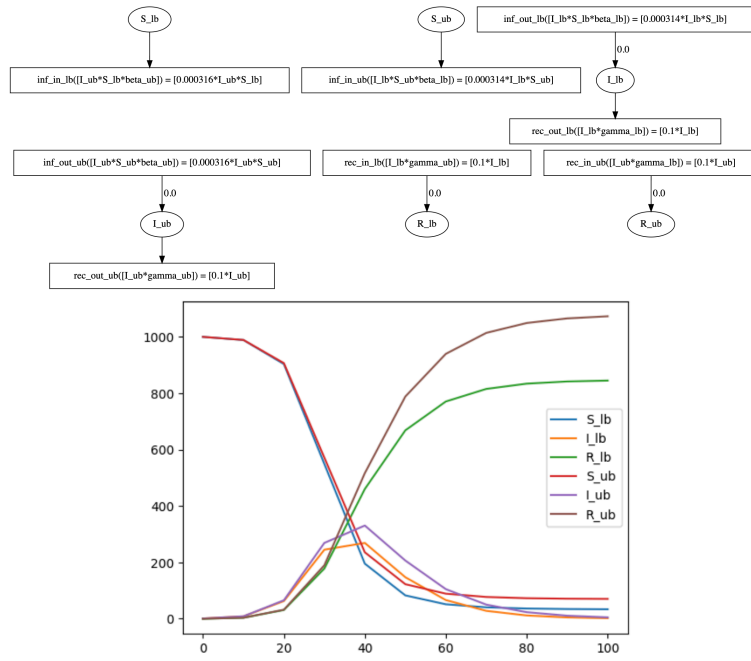 S_lb
S_ub
inf_out_lb([I_lb*S_lb*beta_lb]) = [0.000314*I_lb*S_lb]
0.0
inf_in_lb([I_ub*S_lb*beta_ub]) = [0.000316*I_ub*S_lb]
inf_in_ub([I_lb*S_ub*beta_lb]) = [0.000314*I_lb*S_ub]
I_lb
rec_out_lb([I_lb*gamma_lb]) = [0.1*I_lb]
inf_out_ub([I_ub*S_ub*beta_ub]) = [0.000316*I_ub*S_ub]
rec_in_lb([I_lb*gamma_ub]) = [0.1*I_lb]
rec_in_ub([I_ub*gamma_lb]) = [0.1*I_ub]
0.0
0.0
0.0
I_ub
R_lb
R_ub
rec_out_ub([I_ub*gamma_ub]) = [0.1*I_ub]
1000
800
600
400
200
0
S_lb
I_lb
R_lb
S_ub
I_ub
R_ub
0
20
40
60
80
100